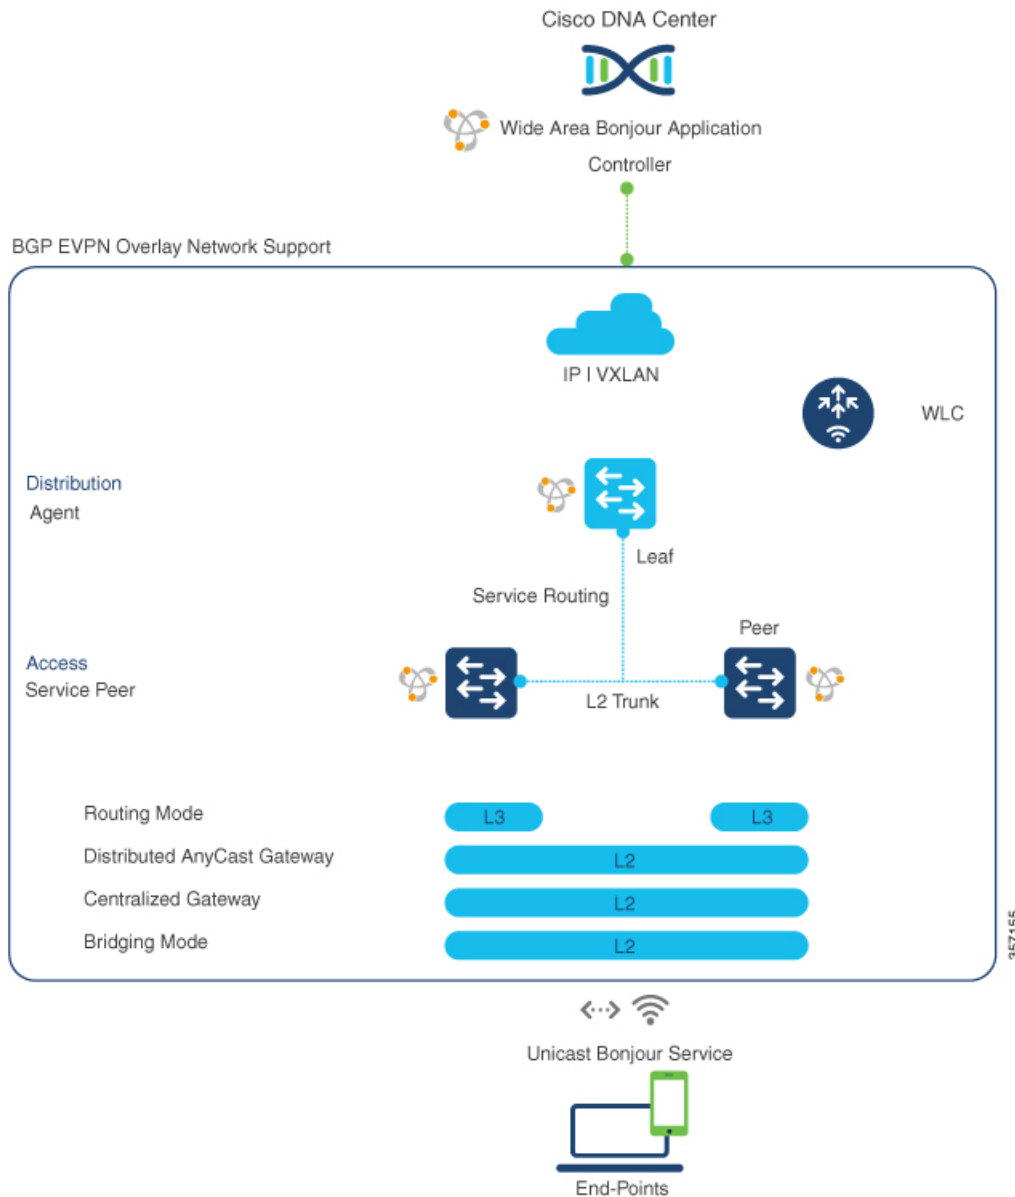 Cisco DNA Center
Wide Area Bonjour Application
Controller
BGP EVPN Overlay Network Support
IP | VXLAN
WLC
Distribution
Agent
Leaf
Service Routing
Peer
Access
Service Peer
L2 Trunk
Routing Mode
L3
L3
Distributed AnyCast Gateway
L2
Centralized Gateway
L2
Bridging Mode
L2
357155
Unicast Bonjour Service
End-Points